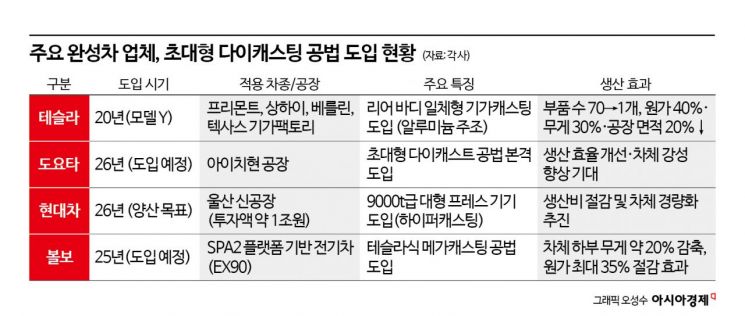 주요 완성차 업체, 초대형 다이캐스팅 공법 도입 현황 (자료: 각사)
구분 도입 시기 적용 차종/공장 주요 특징 생산 효과
테슬라 20년(모델 Y) 프리몬트, 상하이, 베를린, 텍사스 기가팩토리 리어 바디 일체형 기가캐스팅 도입 (알루미늄 주조) 부품 수 70→1개, 원가 40%· 무게 30%·공장 면적 20%↓
도요타 26년 (도입 예정) 아이치현 공장 초대형 다이캐스트 공법 본격 도입 생산 효율 개선·차체 강성 향상 기대
현대차 26년 (양산 목표) 울산 신공장 (투자액 약 1조원) 9000t급 대형 프레스 기기 도입(하이퍼캐스팅) 생산비 절감 및 차체 경량화 추진
볼보 25년(도입 예정) SPA2 플랫폼 기반 전기차 (EX90) 테슬라식 메가캐스팅 공법 도입 차체 하부 무게 약 20% 감축, 원가 최대 35% 절감 효과
그래픽 오성수 아시아경제